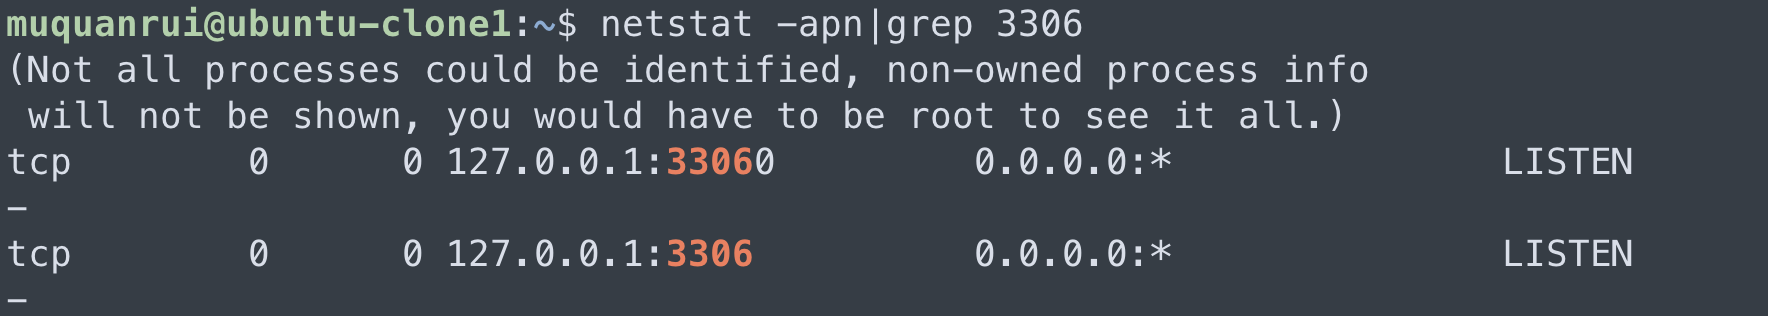 muquanrui@ubuntu-clone1:~$ netstat -apn|grep 3306
(Not all processes could be identified, non-owned process info
 will not be shown, you would have to be root to see it all.)
tcp        0      0 127.0.0.1:33060         0.0.0.0:*               LISTEN
-
tcp        0      0 127.0.0.1:3306          0.0.0.0:*               LISTEN
-